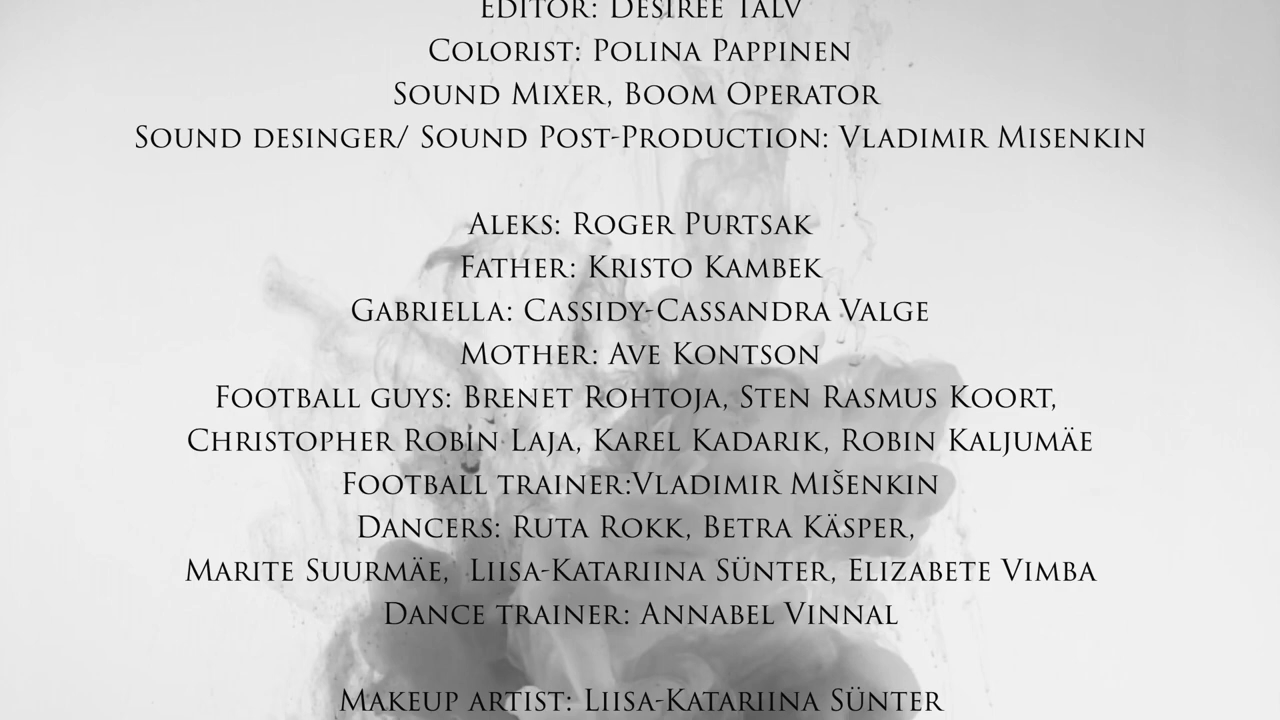 Editor: Desiree Talv
Colorist: Polina Pappinen
Sound Mixer, Boom Operator
Sound desinger/ Sound Post-Production: Vladimir Misenkin
Aleks: Roger Purtsak
Father: Kristo Kambek
Gabriella: Cassidy-Cassandra Valge
Mother: Ave Kontson
Football guys: Brenet Rohtoja, Sten Rasmus Koort,
Christopher Robin Laja, Karel Kadarik, Robin Kaljumäe
Football trainer:Vladimir Mišenkin
Dancers: Ruta Rokk, Betra Käsper,
Marite Suurmäe,  Liisa-Katariina Sünter, Elizabete Vimba
Dance trainer: Annabel Vinnal
Makeup artist: Liisa-Katariina Sünter